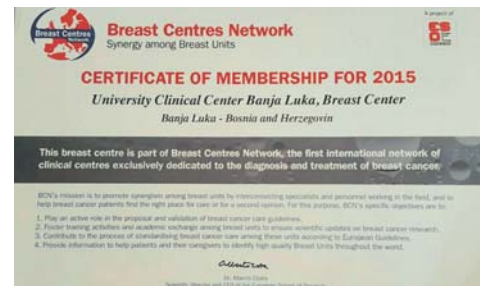 A project of
Breast Centres
Network
Breast Centres Network
Synergy among Breast Units
CERTIFICATE OF MEMBERSHIP FOR 2015
University Clinical Center Banja Luka, Breast Center
Banja Luka - Bosnia and Herzegovin
This breast centre is part of Breast Centres Network, the first international network of
clinical centres exclusively dedicated to the diagnosis and treatment of breast cancer.
BCN's mission is to promote synergies among breast units by interconnecting specialists and personnel working in the field, and to
help breast cancer patients find the right place for care or for a second opinion. For this purpose, BCN's specific objectives are to:
1. Play an active role in the proposal and validation of breast cancer care guidelines.
2. Foster training activities and academic exchange among breast units to ensure scientific updates on breast cancer research.
3. Contribute to the process of standardising breast cancer care among these units according to European Guidelines.
4. Provide information to help patients and their caregivers to identify high quality Breast Units throughout the world.
Scientific Director and